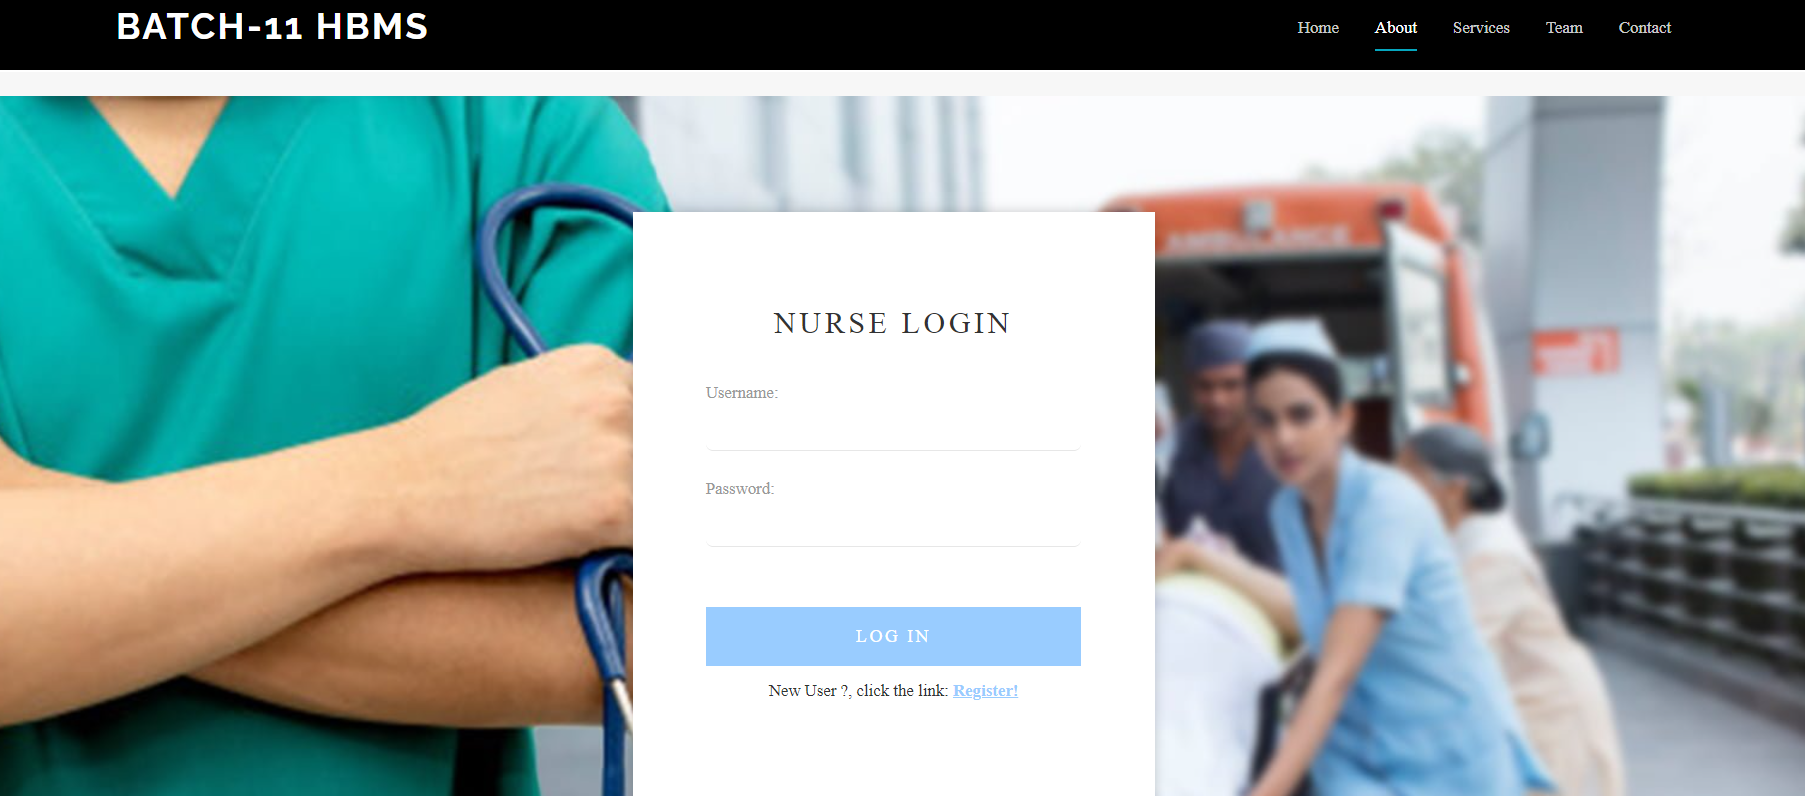 BATCH-11 HBMS
Home About Services Team Contact
AMBULANCE
NURSE LOGIN
Username:
Password:
LOG IN
New User ?, click the link: Register!